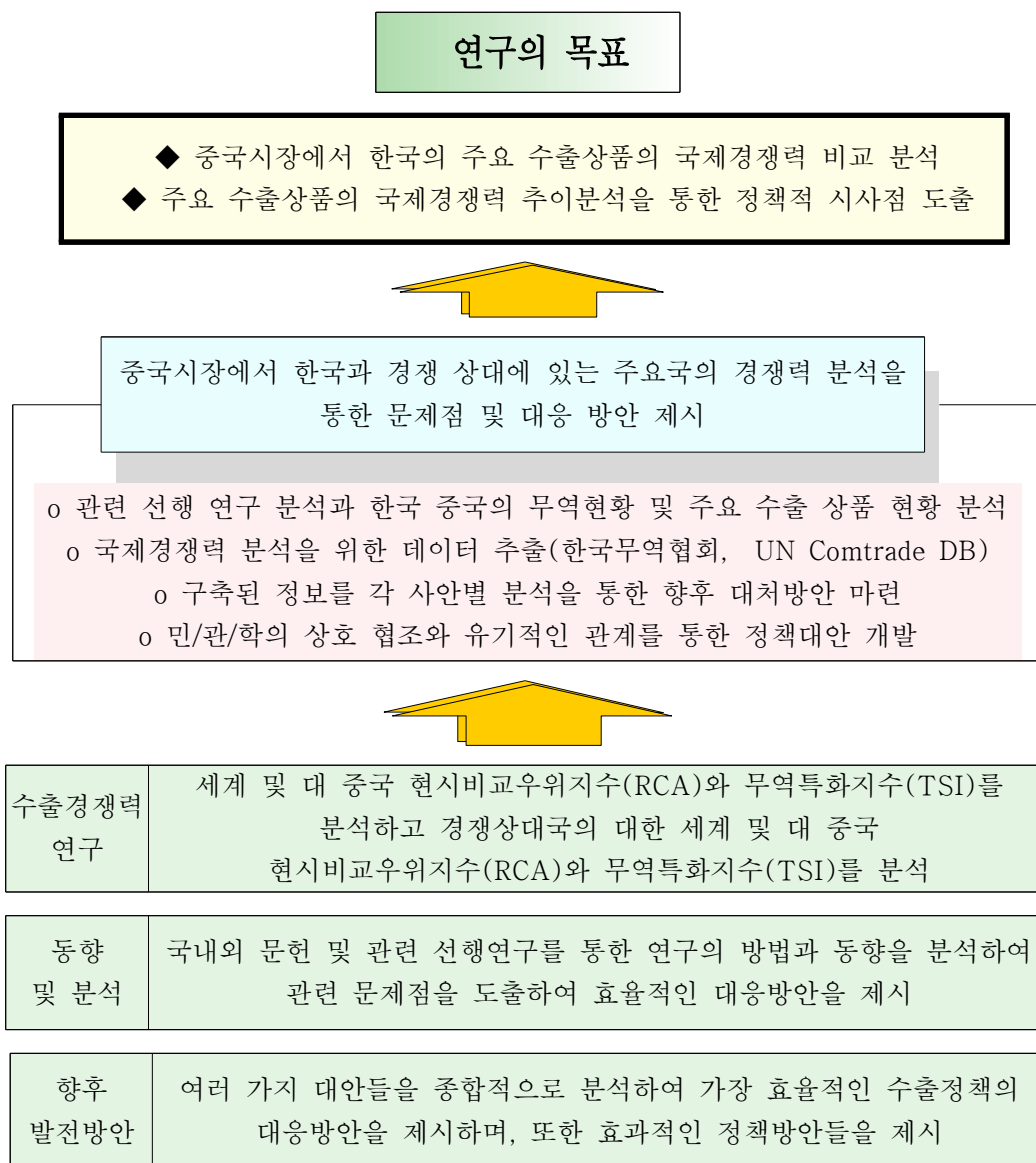 연구의 목표
◆ 중국시장에서 한국의 주요 수출상품의 국제경쟁력 비교 분석
◆ 주요 수출상품의 국제경쟁력 추이분석을 통한 정책적 시사점 도출
중국시장에서 한국과 경쟁 상대에 있는 주요국의 경쟁력 분석을
통한 문제점 및 대응 방안 제시
o 관련 선행 연구 분석과 한국 중국의 무역현황 및 주요 수출 상품 현황 분석
o 국제경쟁력 분석을 위한 데이터 추출(한국무역협회, UN Comtrade DB)
o 구축된 정보를 각 사안별 분석을 통한 향후 대처방안 마련
o 민/관/학의 상호 협조와 유기적인 관계를 통한 정책대안 개발
수출경쟁력
연구
세계 및 대 중국 현시비교우위지수(RCA)와 무역특화지수(TSI)를
분석하고 경쟁상대국의 대한 세계 및 대 중국
현시비교우위지수(RCA)와 무역특화지수(TSI)를 분석
동향
및 분석
국내외 문헌 및 관련 선행연구를 통한 연구의 방법과 동향을 분석하여
관련 문제점을 도출하여 효율적인 대응방안을 제시
향후
발전방안
여러 가지 대안들을 종합적으로 분석하여 가장 효율적인 수출정책의
대응방안을 제시하며, 또한 효과적인 정책방안들을 제시